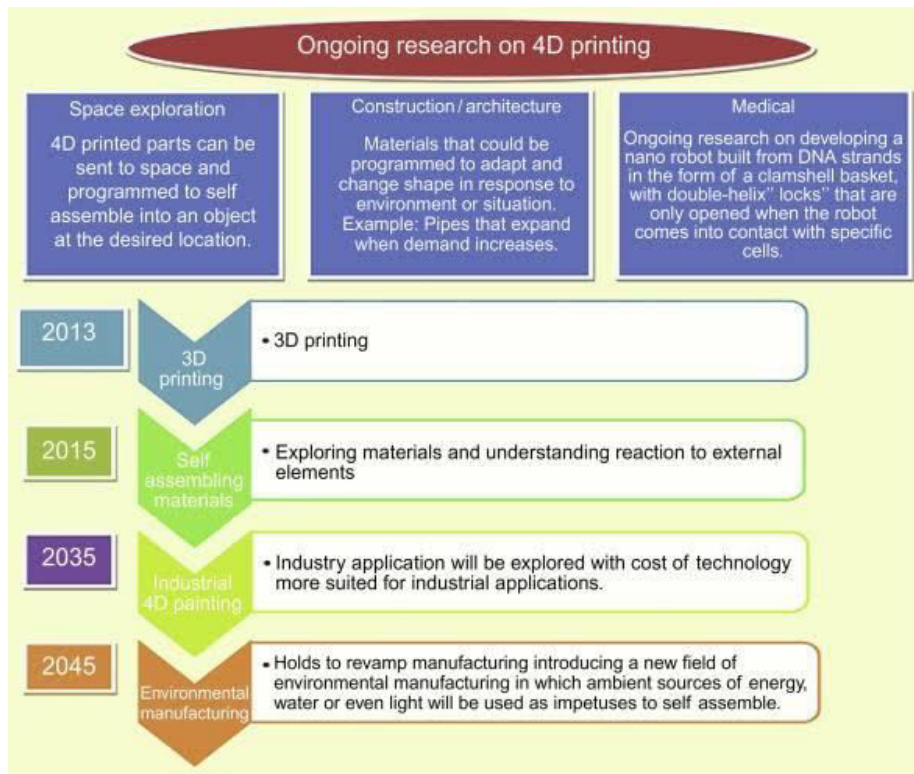 Ongoing research on 4D printing
Space exploration
4D printed parts can be
sent to space and
programmed to self
assemble into an object
at the desired location.
Construction/architecture
Materials that could be
programmed to adapt and
change shape in response to
environment or situation.
Example: Pipes that expand
when demand increases.
Medical
Ongoing research on developing a
nano robot built from DNA strands
in the form of a clamshell basket,
with double-helix'' locks'' that are
only opened when the robot
comes into contact with specific
cells.
2013
3D
printing
• 3D printing
2015
Self
assembling
materials
• Exploring materials and understanding reaction to external
elements
2035
Industrial
4D painting
• Industry application will be explored with cost of technology
more suited for industrial applications.
2045
Environmental
manufacturing
• Holds to revamp manufacturing introducing a new field of
environmental manufacturing in which ambient sources of energy,
water or even light will be used as impetuses to self assemble.